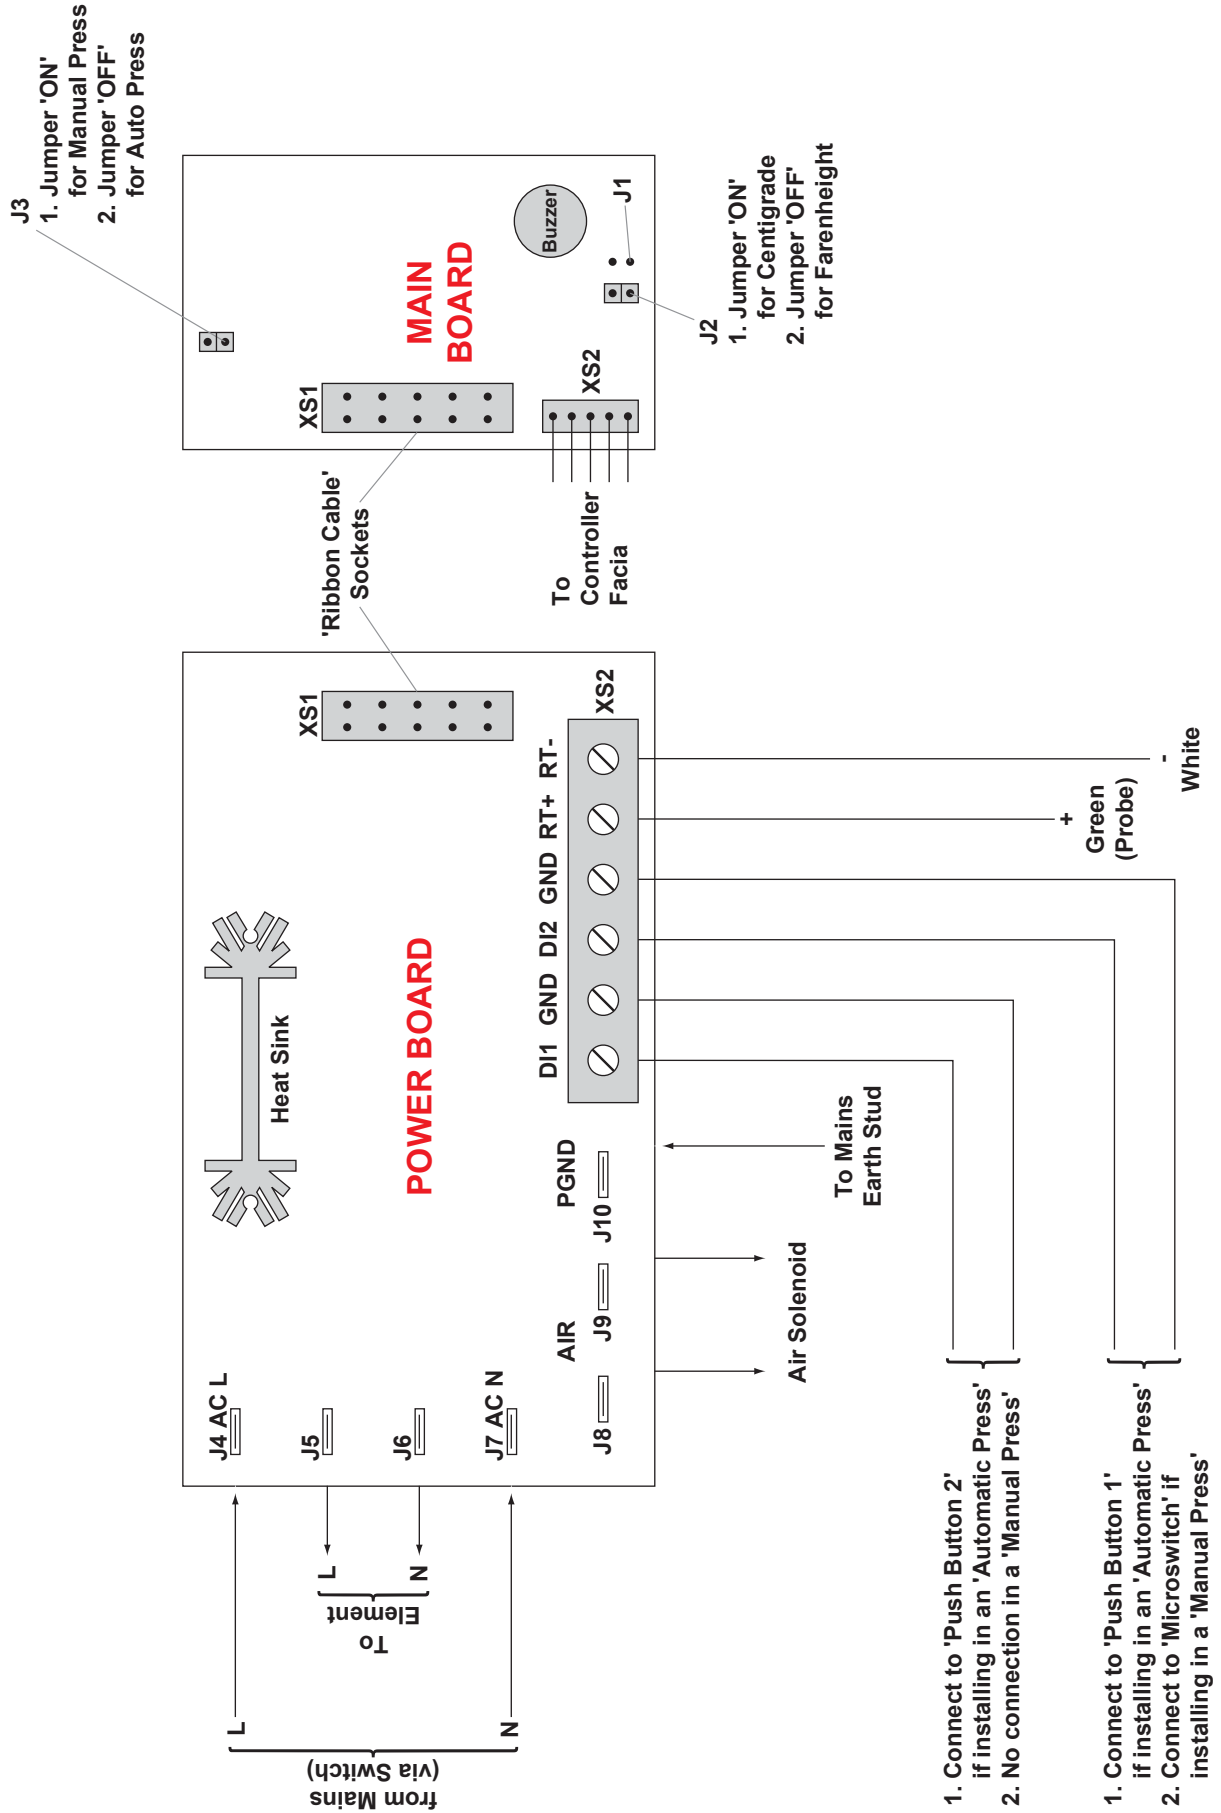 J3
1. Jumper 'ON'
for Manual Press
2. Jumper 'OFF'
for Auto Press
MAIN
BOARD
Buzzer
J1
XS1
XS2
J2
1. Jumper 'ON'
for Centigrade
2. Jumper 'OFF'
for Farenheight
'Ribbon Cable'
Sockets
To
Controller
Facia
XS1
XS2
Heat Sink
POWER BOARD
DI1 GND DI2 GND RT+ RT-
J4 AC L
J5
J6
J7 AC N
AIR
PGND
J8
J9
J10
L
N
from Mains
(via Switch)
L
N
To
Element
Air Solenoid
To Mains
Earth Stud
+
Green
(Probe)
-
White
1. Connect to 'Push Button 2'
if installing in an 'Automatic Press'
2. No connection in a 'Manual Press'
1. Connect to 'Push Button 1'
if installing in an 'Automatic Press'
2. Connect to 'Microswitch' if
installing in a 'Manual Press'